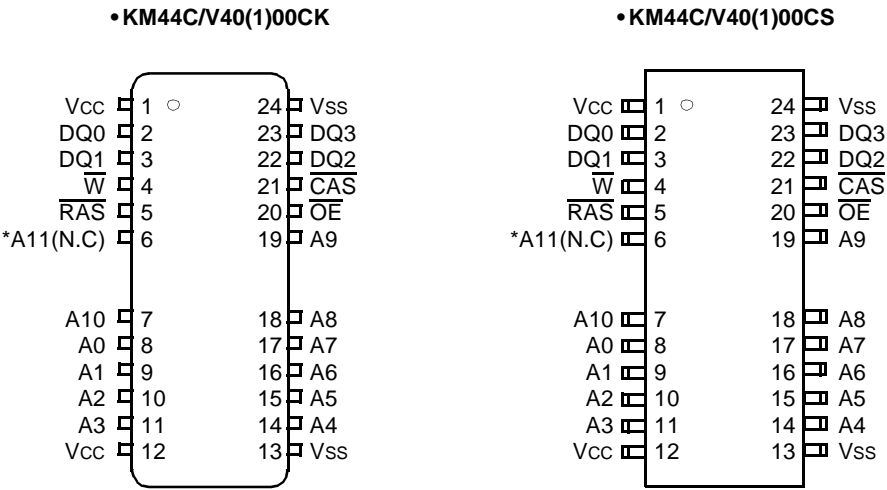 •KM44C/V40(1)00CK
VCC 1 24 VSS
DQ0 2 23 DQ3
DQ1 3 22 DQ2
W 4 21 CAS
RAS 5 20 OE
*A11(N.C) 6 19 A9
A10 7 18 A8
A0 8 17 A7
A1 9 16 A6
A2 10 15 A5
A3 11 14 A4
VCC 12 13 VSS
•KM44C/V40(1)00CS
VCC 1 24 VSS
DQ0 2 23 DQ3
DQ1 3 22 DQ2
W 4 21 CAS
RAS 5 20 OE
*A11(N.C) 6 19 A9
A10 7 18 A8
A0 8 17 A7
A1 9 16 A6
A2 10 15 A5
A3 11 14 A4
VCC 12 13 VSS